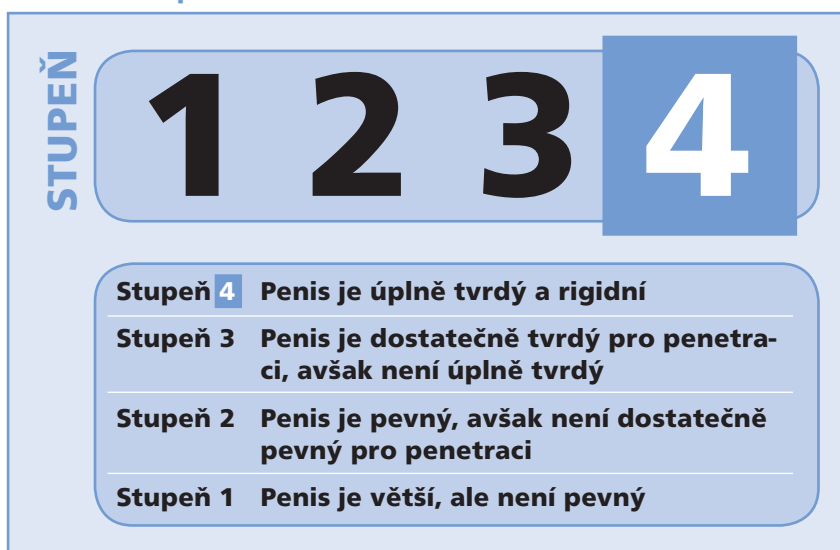 STUPEŇ
1 2 3 4
Stupeň 4 Penis je úplně tvrdý a rigidní
Stupeň 3 Penis je dostatečně tvrdý pro penetra-
ci, avšak není úplně tvrdý
Stupeň 2 Penis je pevný, avšak není dostatečně
pevný pro penetraci
Stupeň 1 Penis je větší, ale není pevný